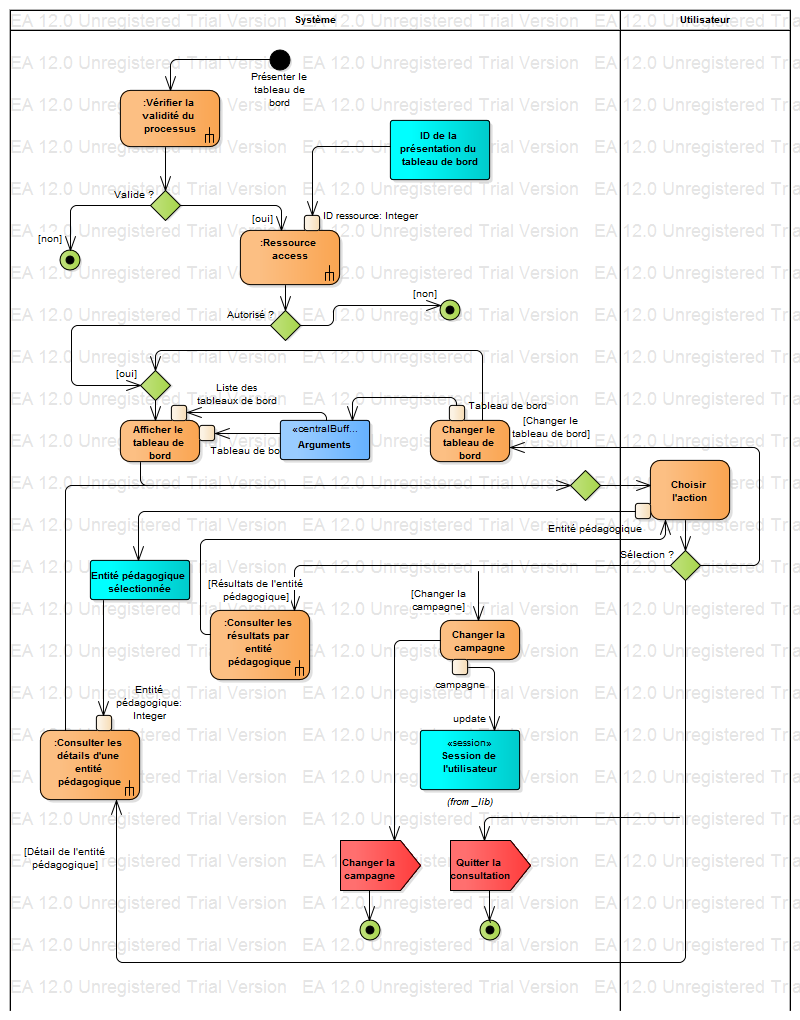 Système
Utilisateur
EA 12.0 Unregistered Trial Version
Présenter le
tableau de
bord
:Vérifier la
validité du
processus
ID de la
présentation du
tableau de bord
Valide ?
[non]
[oui]
ID ressource: Integer
:Ressource
access
Autorisé ?
[non]
[oui]
Liste des
tableaux de bord
Tableau de bord
[Changer le
tableau de bord]
Afficher le
tableau de
bord
Tableau de bo
«centralBuff...
Arguments
Changer le
tableau de
bord
Choisir
l'action
Entité pédagogique
Sélection ?
Entité pédagogique
sélectionnée
[Résultats de l'entité
pédagogique]
[Changer la
campagne]
:Consulter les
résultats par
entité
pédagogique
Changer la
campagne
campagne
Entité
pédagogique:
Integer
update
:Consulter les
détails d'une
entité
pédagogique
«session»
Session de
l'utilisateur
(from _lib)
[Détail de l'entité
pédagogique]
Changer la
campagne
Quitter la
consultation